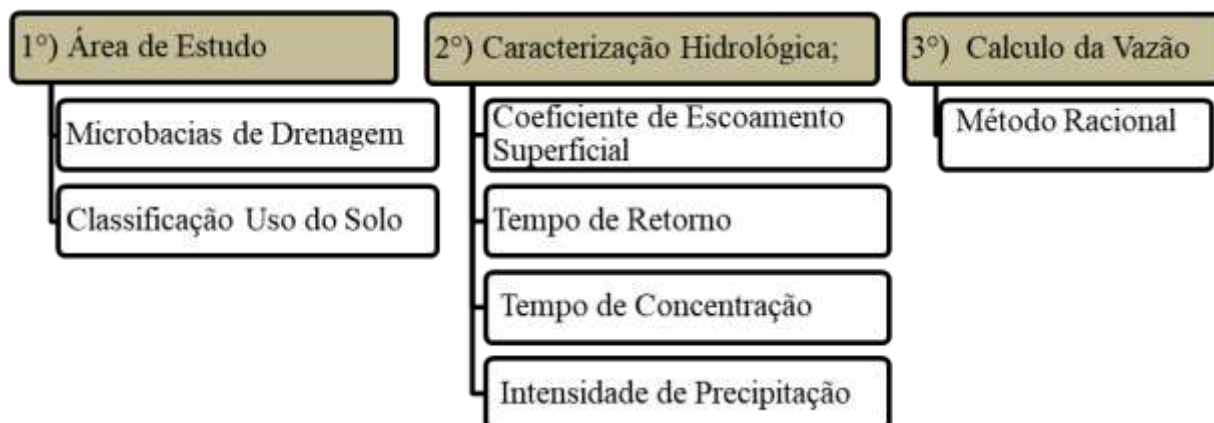 1°) Área de Estudo
Microbacias de Drenagem
Classificação Uso do Solo
2°) Caracterização Hidrológica;
Coeficiente de Escoamento
Superficial
Tempo de Retorno
Tempo de Concentração
Intensidade de Precipitação
3°) Calculo da Vazão
Método Racional